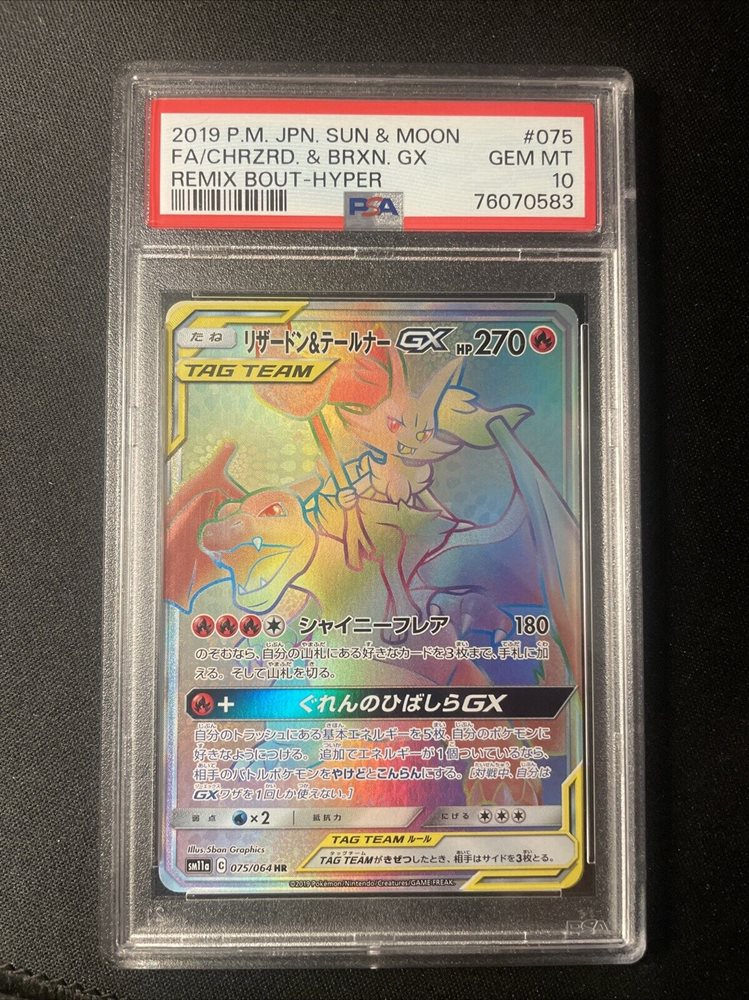 2019 P.M. JPN. SUN & MOON #075
FA/CHRZRD. & BRXN. GX GEM MT
REMIX BOUT-HYPER 10
PSA 76070583
たね リザードン&テールナーGX HP270
TAG TEAM
シャイニーフレア 180
のぞむなら、自分の山札にある好きなカードを3枚まで、手札に加
える。そして山札を切る。
+ ぐれんのひばしらGX
自分のトラッシュにある基本エネルギーを5枚、自分のポケモンに
好きなようにつける。追加でエネルギーが1個ついているなら、
相手のバトルポケモンをやけどとこんらんにする。[対戦中、自分は
GXワザを1回しか使えない。]
弱点 ×2 抵抗力 にげる
TAG TEAM ルール
Illus. 5ban Graphics
TAG TEAMがきぜつしたとき、相手はサイドを3枚とる。
sm11a C 075/064 HR
©2019 Pokémon/Nintendo/Creatures/GAME FREAK.
PSA